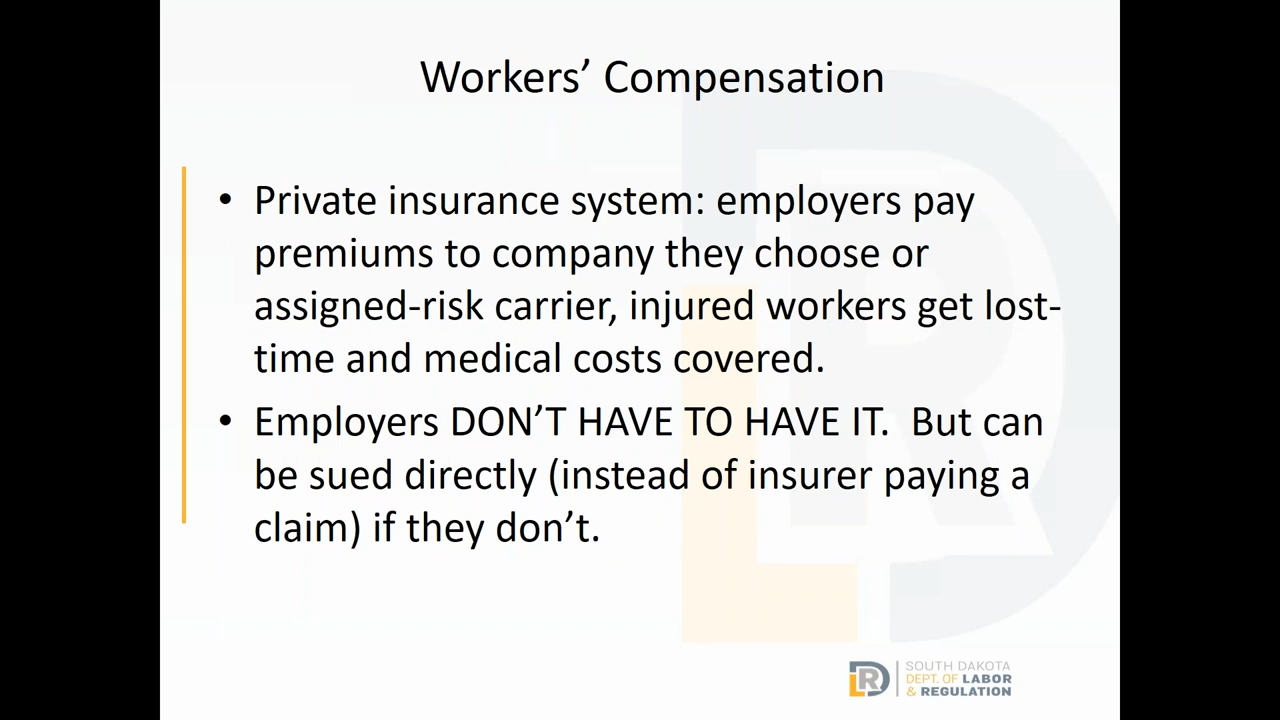 Workers’ Compensation
• Private insurance system: employers pay
premiums to company they choose or
assigned-risk carrier, injured workers get lost-
time and medical costs covered.
• Employers DON’T HAVE TO HAVE IT.  But can
be sued directly (instead of insurer paying a
claim) if they don’t.
SOUTH DAKOTA
DEPT. OF LABOR
& REGULATION